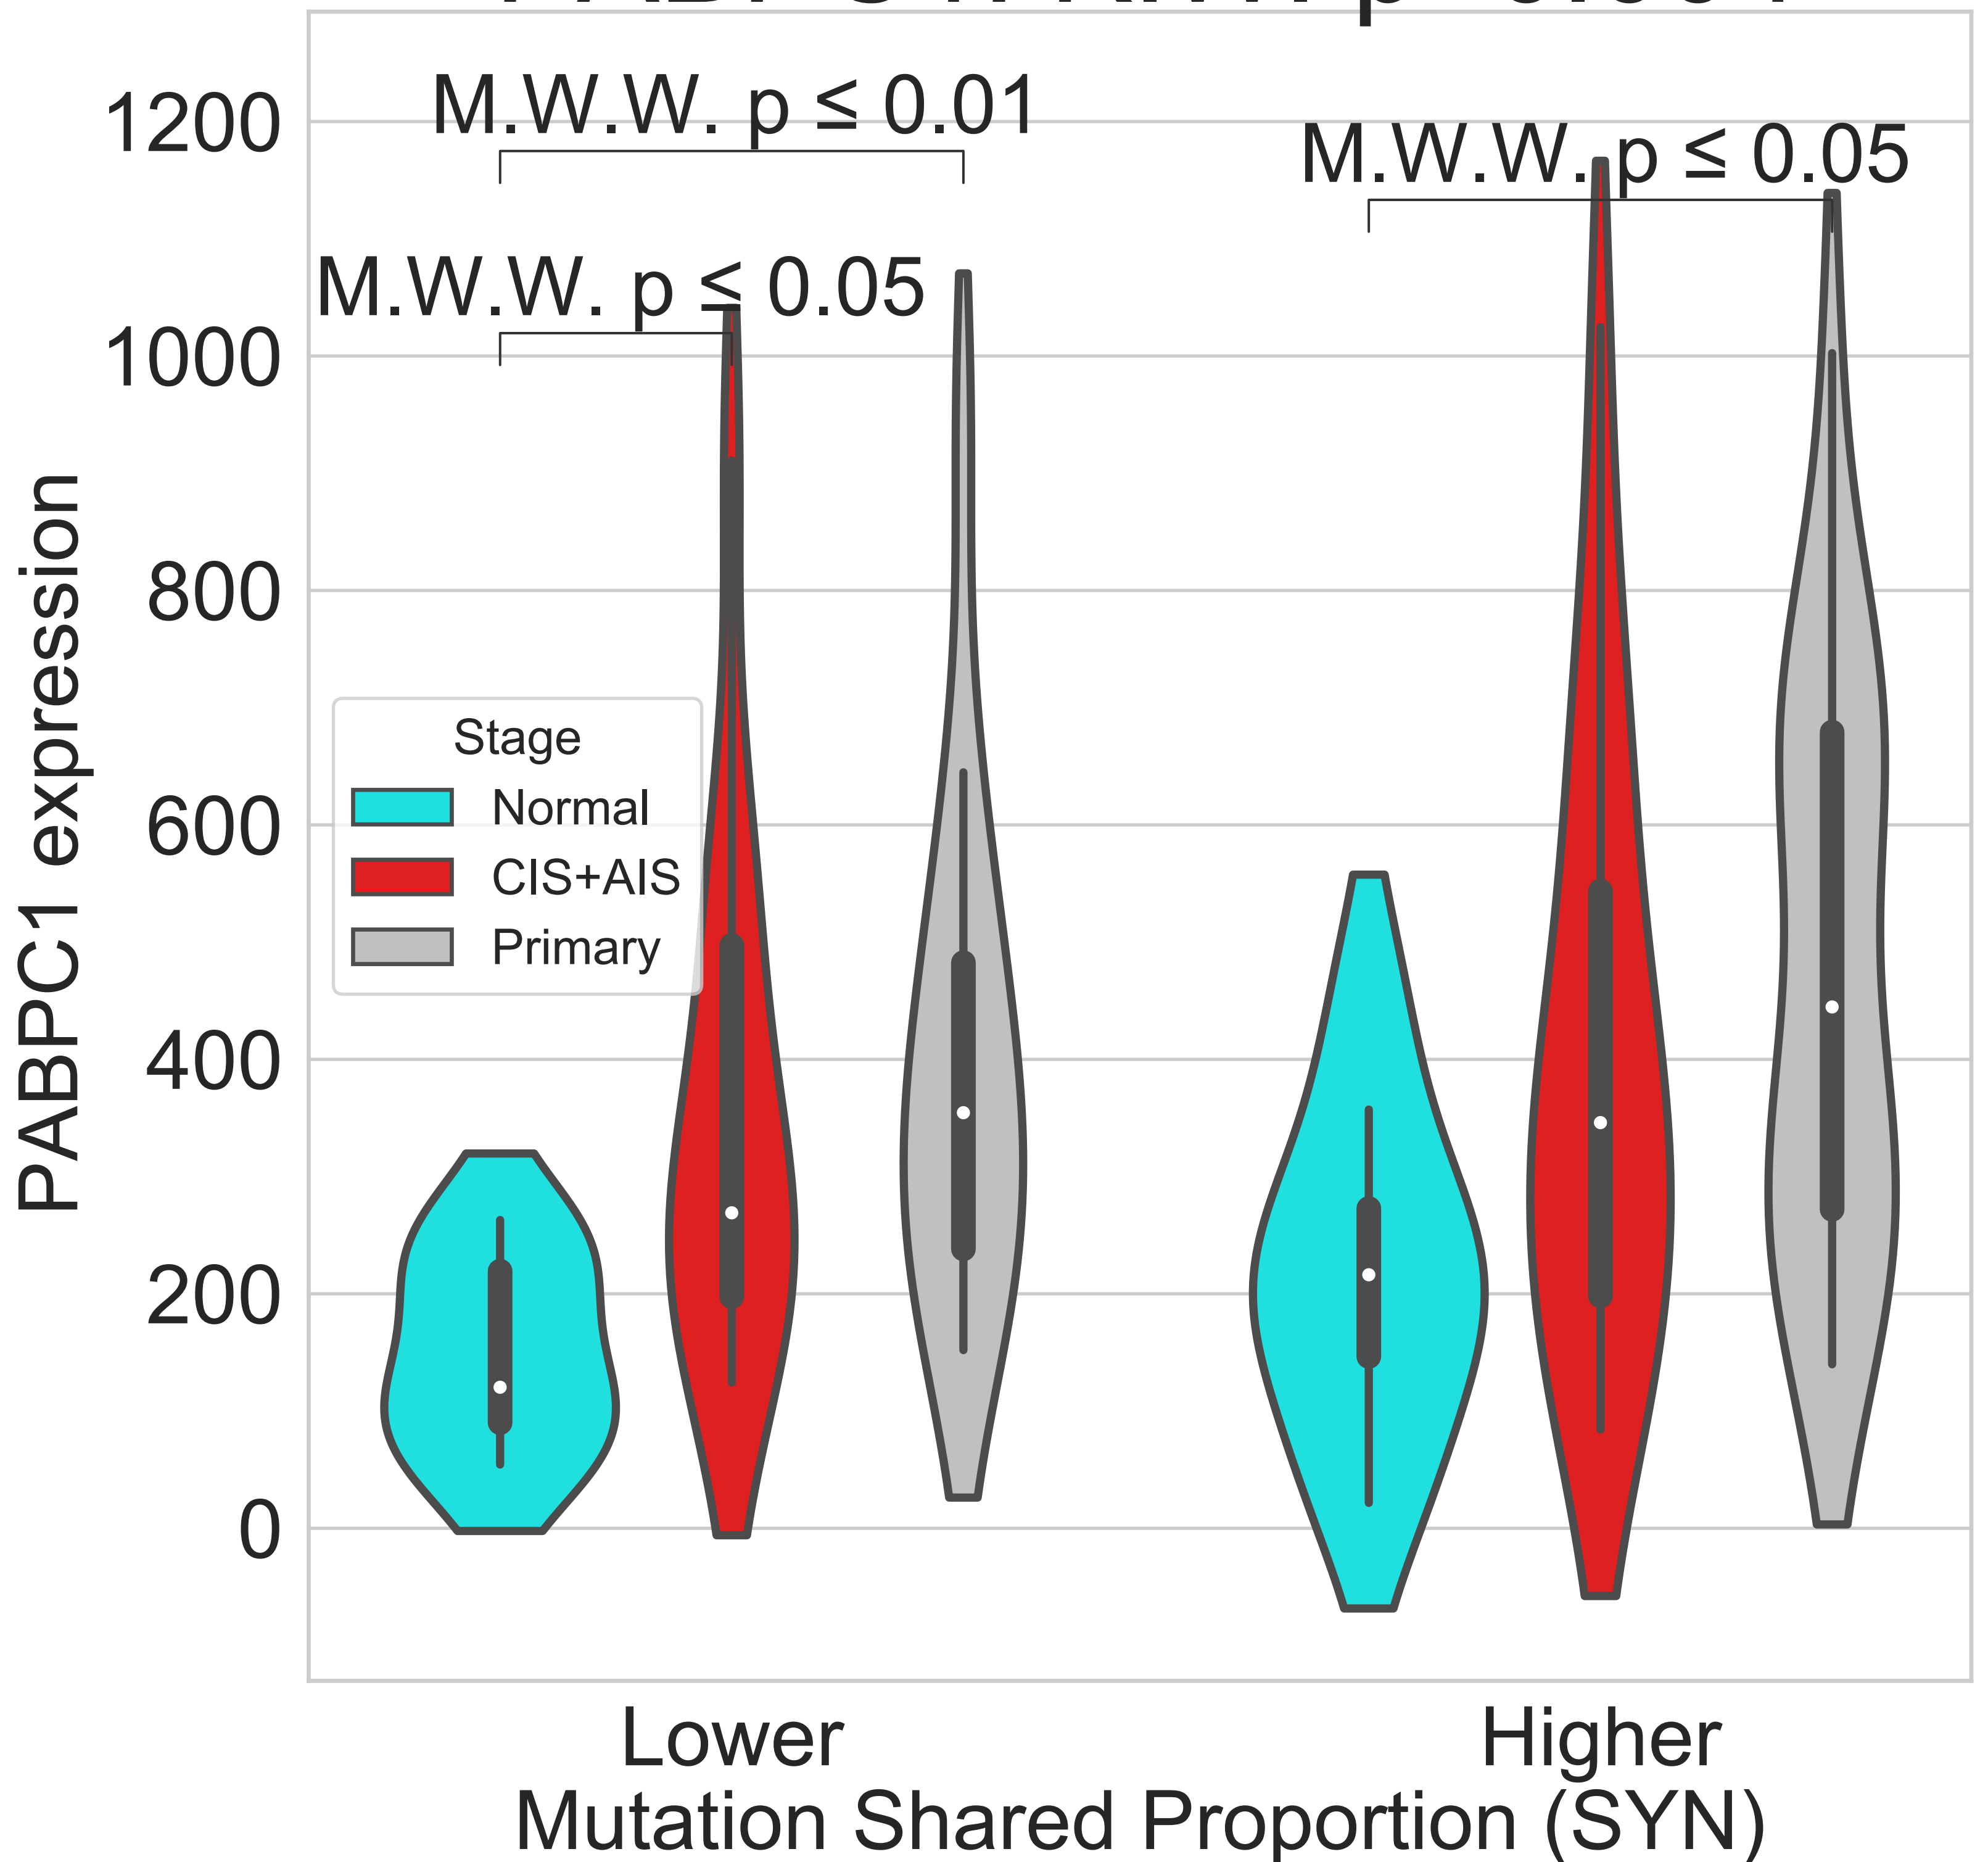 M.W.W. p ≤ 0.01
M.W.W. p ≤ 0.05
M.W.W. p ≤ 0.05
1200
1000
800
600
400
200
0
PABPC1 expression
Stage
Normal
CIS+AIS
Primary
Lower
Higher
Mutation Shared Proportion (SYN)